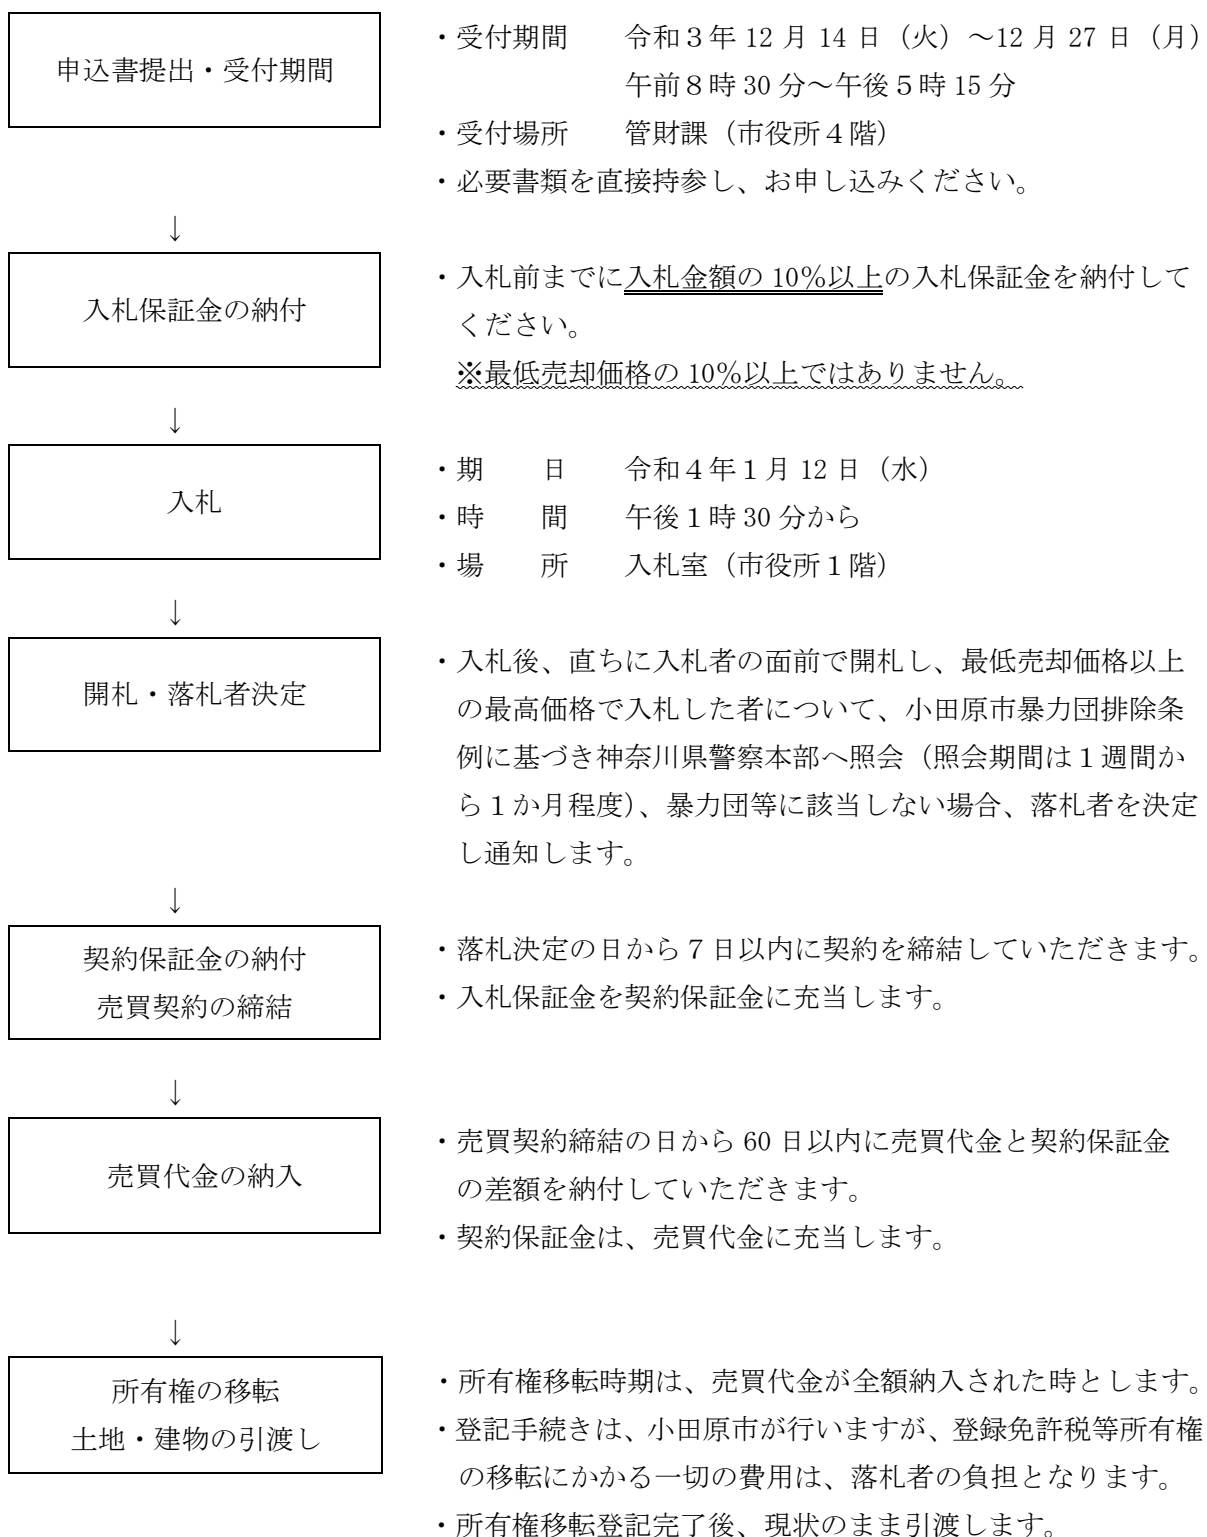 申込書提出・受付期間
・受付期間　　令和３年 12 月 14 日（火）～12 月 27 日（月）
午前８時 30 分～午後５時 15 分
・受付場所　　管財課（市役所４階）
・必要書類を直接持参し、お申し込みください。
↓
入札保証金の納付
・入札前までに入札金額の 10％以上の入札保証金を納付して
ください。
※最低売却価格の 10％以上ではありません。
↓
入札
・期　　日　　令和４年１月 12 日（水）
・時　　間　　午後１時 30 分から
・場　　所　　入札室（市役所１階）
↓
開札・落札者決定
・入札後、直ちに入札者の面前で開札し、最低売却価格以上
の最高価格で入札した者について、小田原市暴力団排除条
例に基づき神奈川県警察本部へ照会（照会期間は１週間か
ら１か月程度）、暴力団等に該当しない場合、落札者を決定
し通知します。
↓
契約保証金の納付
売買契約の締結
・落札決定の日から７日以内に契約を締結していただきます。
・入札保証金を契約保証金に充当します。
↓
売買代金の納入
・売買契約締結の日から 60 日以内に売買代金と契約保証金
の差額を納付していただきます。
・契約保証金は、売買代金に充当します。
↓
所有権の移転
土地・建物の引渡し
・所有権移転時期は、売買代金が全額納入された時とします。
・登記手続きは、小田原市が行いますが、登録免許税等所有権
の移転にかかる一切の費用は、落札者の負担となります。
・所有権移転登記完了後、現状のまま引渡します。